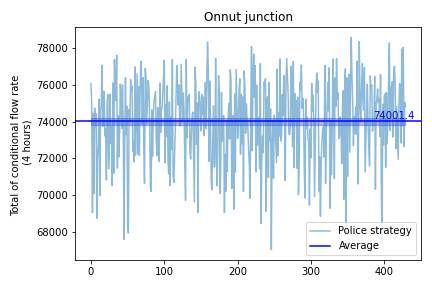 Onnut junction
Total of conditional flow rate
(4 hours)
78000
76000
74000
72000
70000
68000
74001.4
0
100
200
300
400
Police strategy
Average